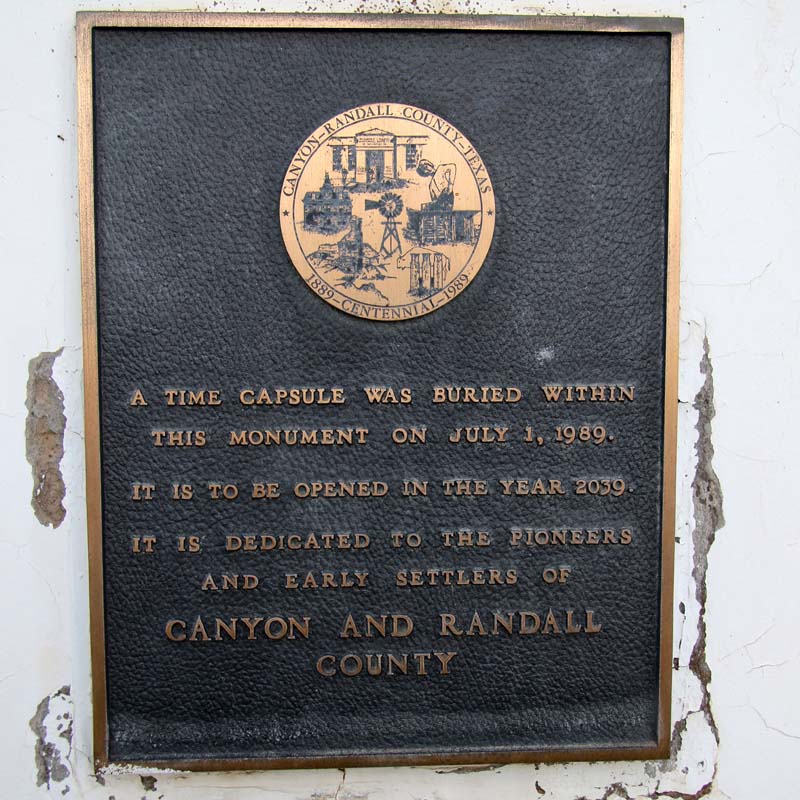 CANYON-RANDALL COUNTY-TEXAS
1889-CENTENNIAL-1989
A TIME CAPSULE WAS BURIED WITHIN
THIS MONUMENT ON JULY 1, 1989.
IT IS TO BE OPENED IN THE YEAR 2039.
IT IS DEDICATED TO THE PIONEERS
AND EARLY SETTLERS OF
CANYON AND RANDALL
COUNTY